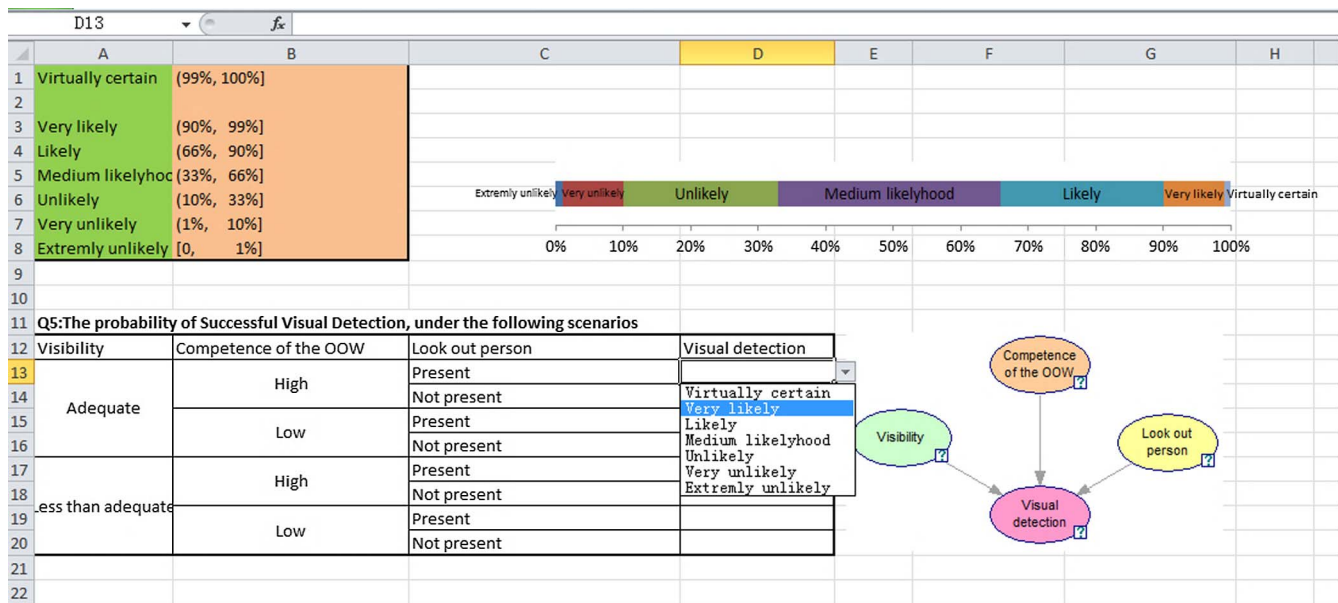 D13 fx
A B C D E F G H
1 Virtually certain (99%, 100%]
2
3 Very likely (90%, 99%]
4 Likely (66%, 90%]
5 Medium likelyhoo (33%, 66%]
6 Unlikely (10%, 33%]
7 Very unlikely (1%, 10%]
8 Extremly unlikely [0, 1%]
Extremly unlikely Very unlikely Unlikely Medium likelyhood Likely Very likely Virtually certain
0% 10% 20% 30% 40% 50% 60% 70% 80% 90% 100%
9
10
11 Q5:The probability of Successful Visual Detection, under the following scenarios
12 Visibility Competence of the OOW Look out person Visual detection
13 Present
High
14 Not present
Adequate
15 Present
Low
16 Not present
17 Present
High
18 Not present
Less than adequate
19 Present
Low
20 Not present
21
22
Virtually certain
Very likely
Likely
Medium likelyhood
Unlikely
Very unlikely
Extremly unlikely
Competence
of the OOW
?
Visibility
?
Look out
person
?
Visual
detection
?